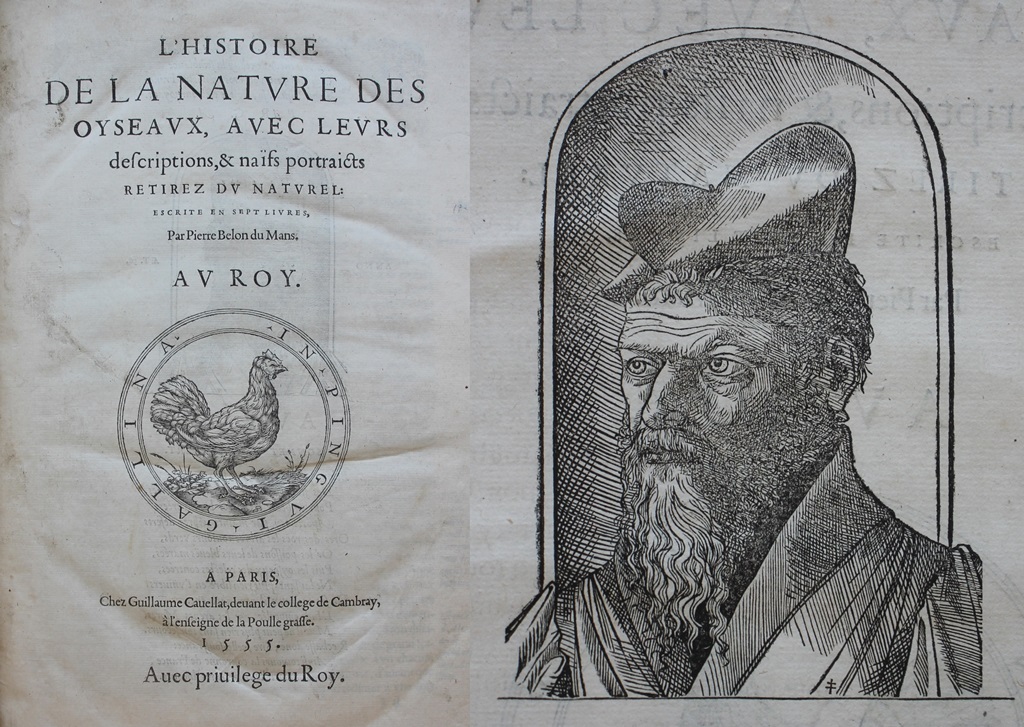 L'HISTOIRE
DE LA NATVRE DES
OYSEAVX, AVEC LEVRS
deſcriptions,& naïfs portraicts
RETIREZ DV NATVREL:
ESCRITE EN SEPT LIVRES,
Par Pierre Belon du Mans.
AV ROY.
IN PINGVI GALLINA
A PARIS,
Chez Guillaume Cauellat, deuant le college de Cambray,
à l'enſeigne de la Poulle graſſe.
1555.
Auec priuilege du Roy.